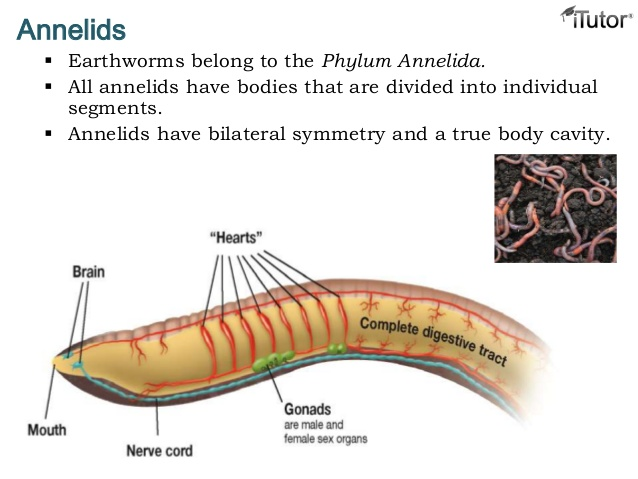 Annelids
iTutor
▪ Earthworms belong to the Phylum Annelida.
▪ All annelids have bodies that are divided into individual
segments.
▪ Annelids have bilateral symmetry and a true body cavity.
"Hearts"
Brain
Complete digestive tract
Mouth
Gonads
are male and
female sex organs
Nerve cord